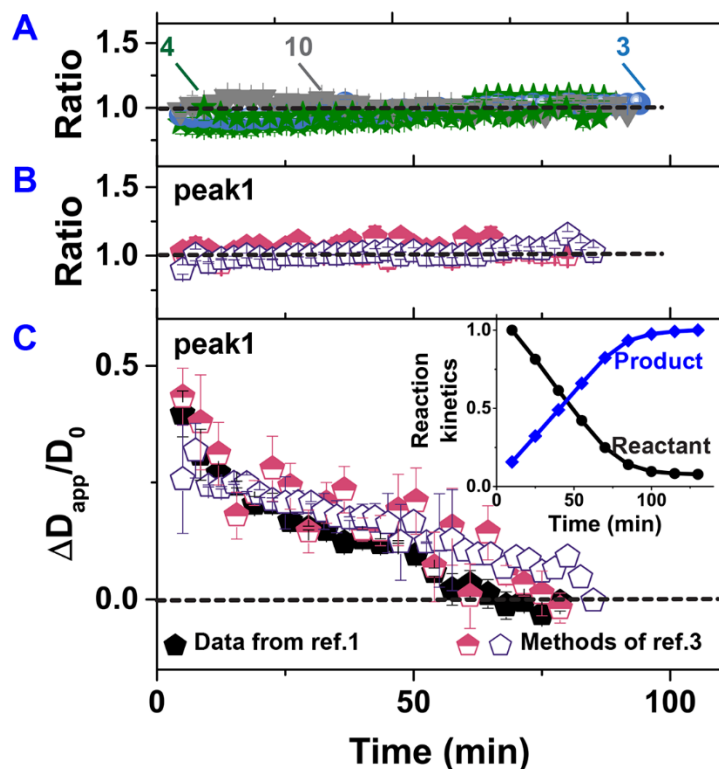 A
4
10
3
1.5
1.0
Ratio
B
peak1
1.5
1.0
Ratio
C
peak1
0.5
0.0
ΔDapp/D0
1.0
0.5
0.0
Reaction
kinetics
Product
Reactant
0
50
100
Time (min)
Data from ref.1
Methods of ref.3
0
50
100
Time (min)